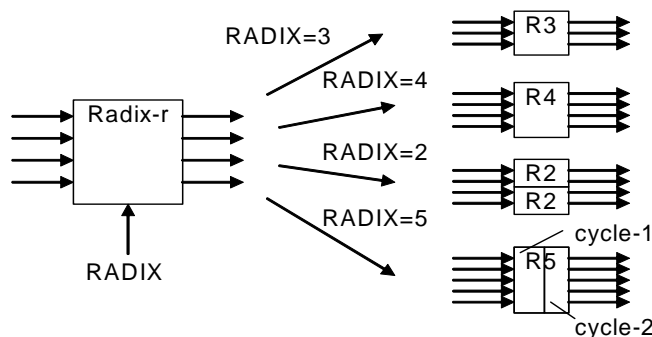 RADIX=3
R3
RADIX=4
R4
Radix-r
RADIX=2
R2
R2
RADIX=5
cycle-1
R5
RADIX
cycle-2